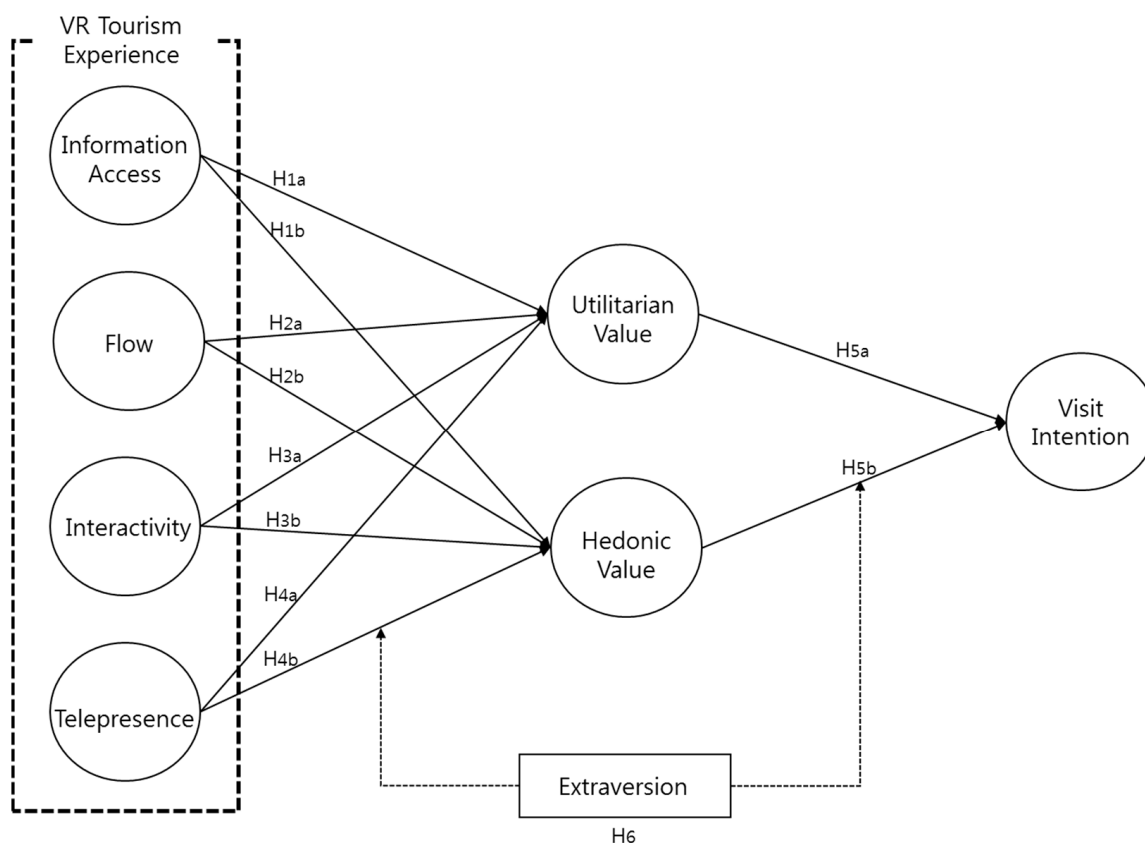 VR Tourism
Experience
Information
Access
H1a
H1b
Flow
H2a
H2b
Utilitarian
Value
H5a
Visit
Intention
Interactivity
H3a
H3b
Hedonic
Value
H5b
Telepresence
H4a
H4b
Extraversion
H6